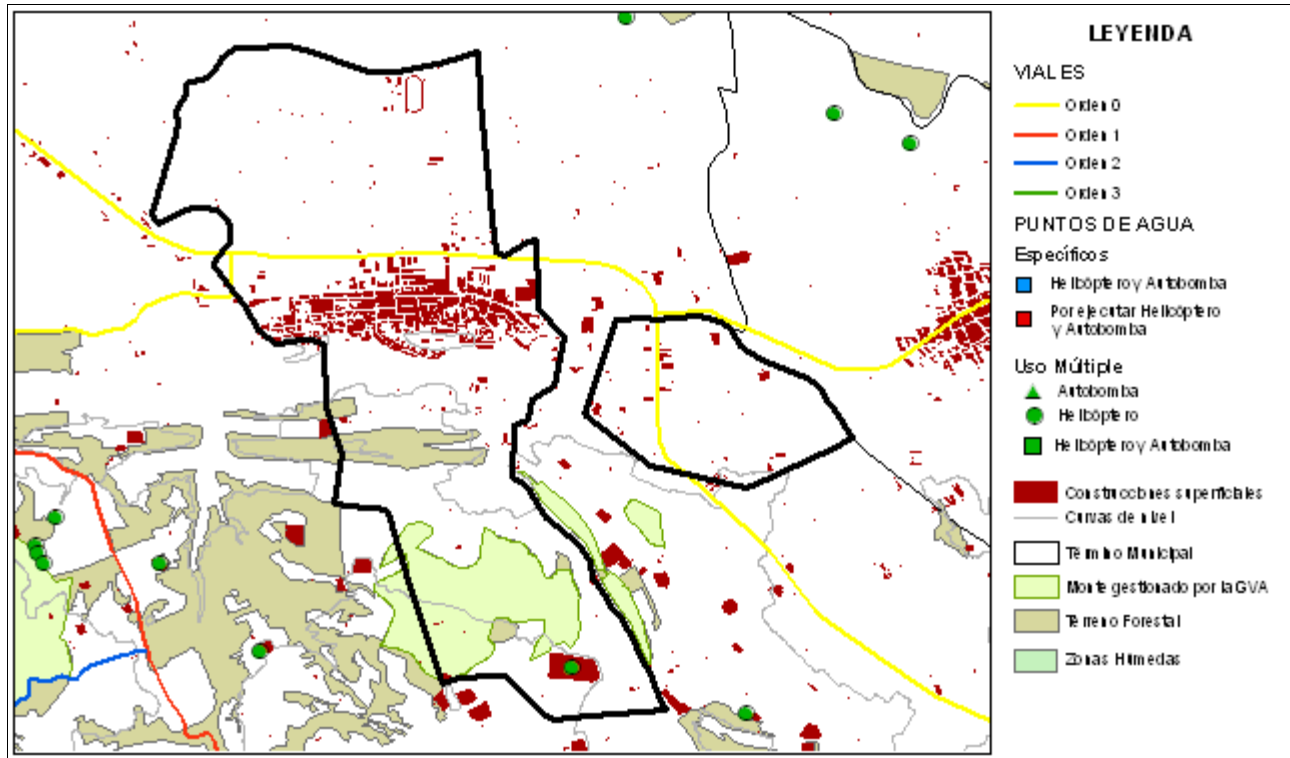 LEYENDA
VIALES
Orden 0
Orden 1
Orden 2
Orden 3
PUNTOS DE AGUA
Específicos
Helicóptero y Autobomba
Por ejecutar Helicóptero
y Autobomba
Uso Múltiple
Autobomba
Helicóptero
Helicóptero y Autobomba
Construcciones superficiales
Curvas de nivel
Término Municipal
Monte gestionado por la GVA
Terreno Forestal
Zonas Húmedas